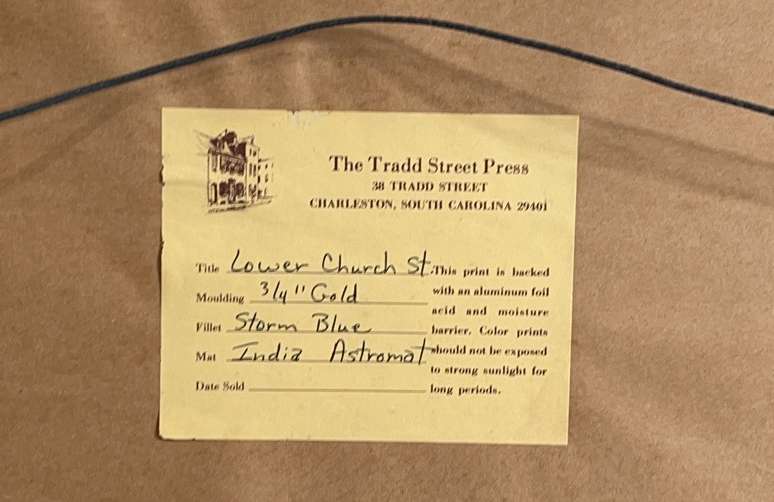 The Tradd Street Press
38 TRADD STREET
CHARLESTON, SOUTH CAROLINA 29401
Title Lower Church St.
Moulding 3/4" Gold
Fillet Storm Blue
Mat India Astromat
Date Sold
This print is backed
with an aluminum foil
acid and moisture
barrier. Color prints
should not be exposed
to strong sunlight for
long periods.